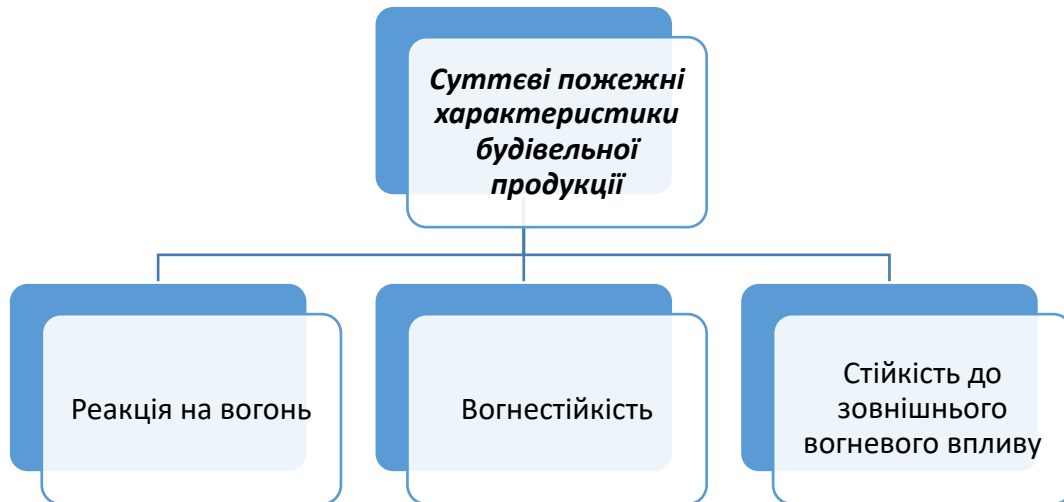 Суттєві пожежні
характеристики
будівельної
продукції
Реакція на вогонь
Вогнестійкість
Стійкість до
зовнішнього
вогневого впливу